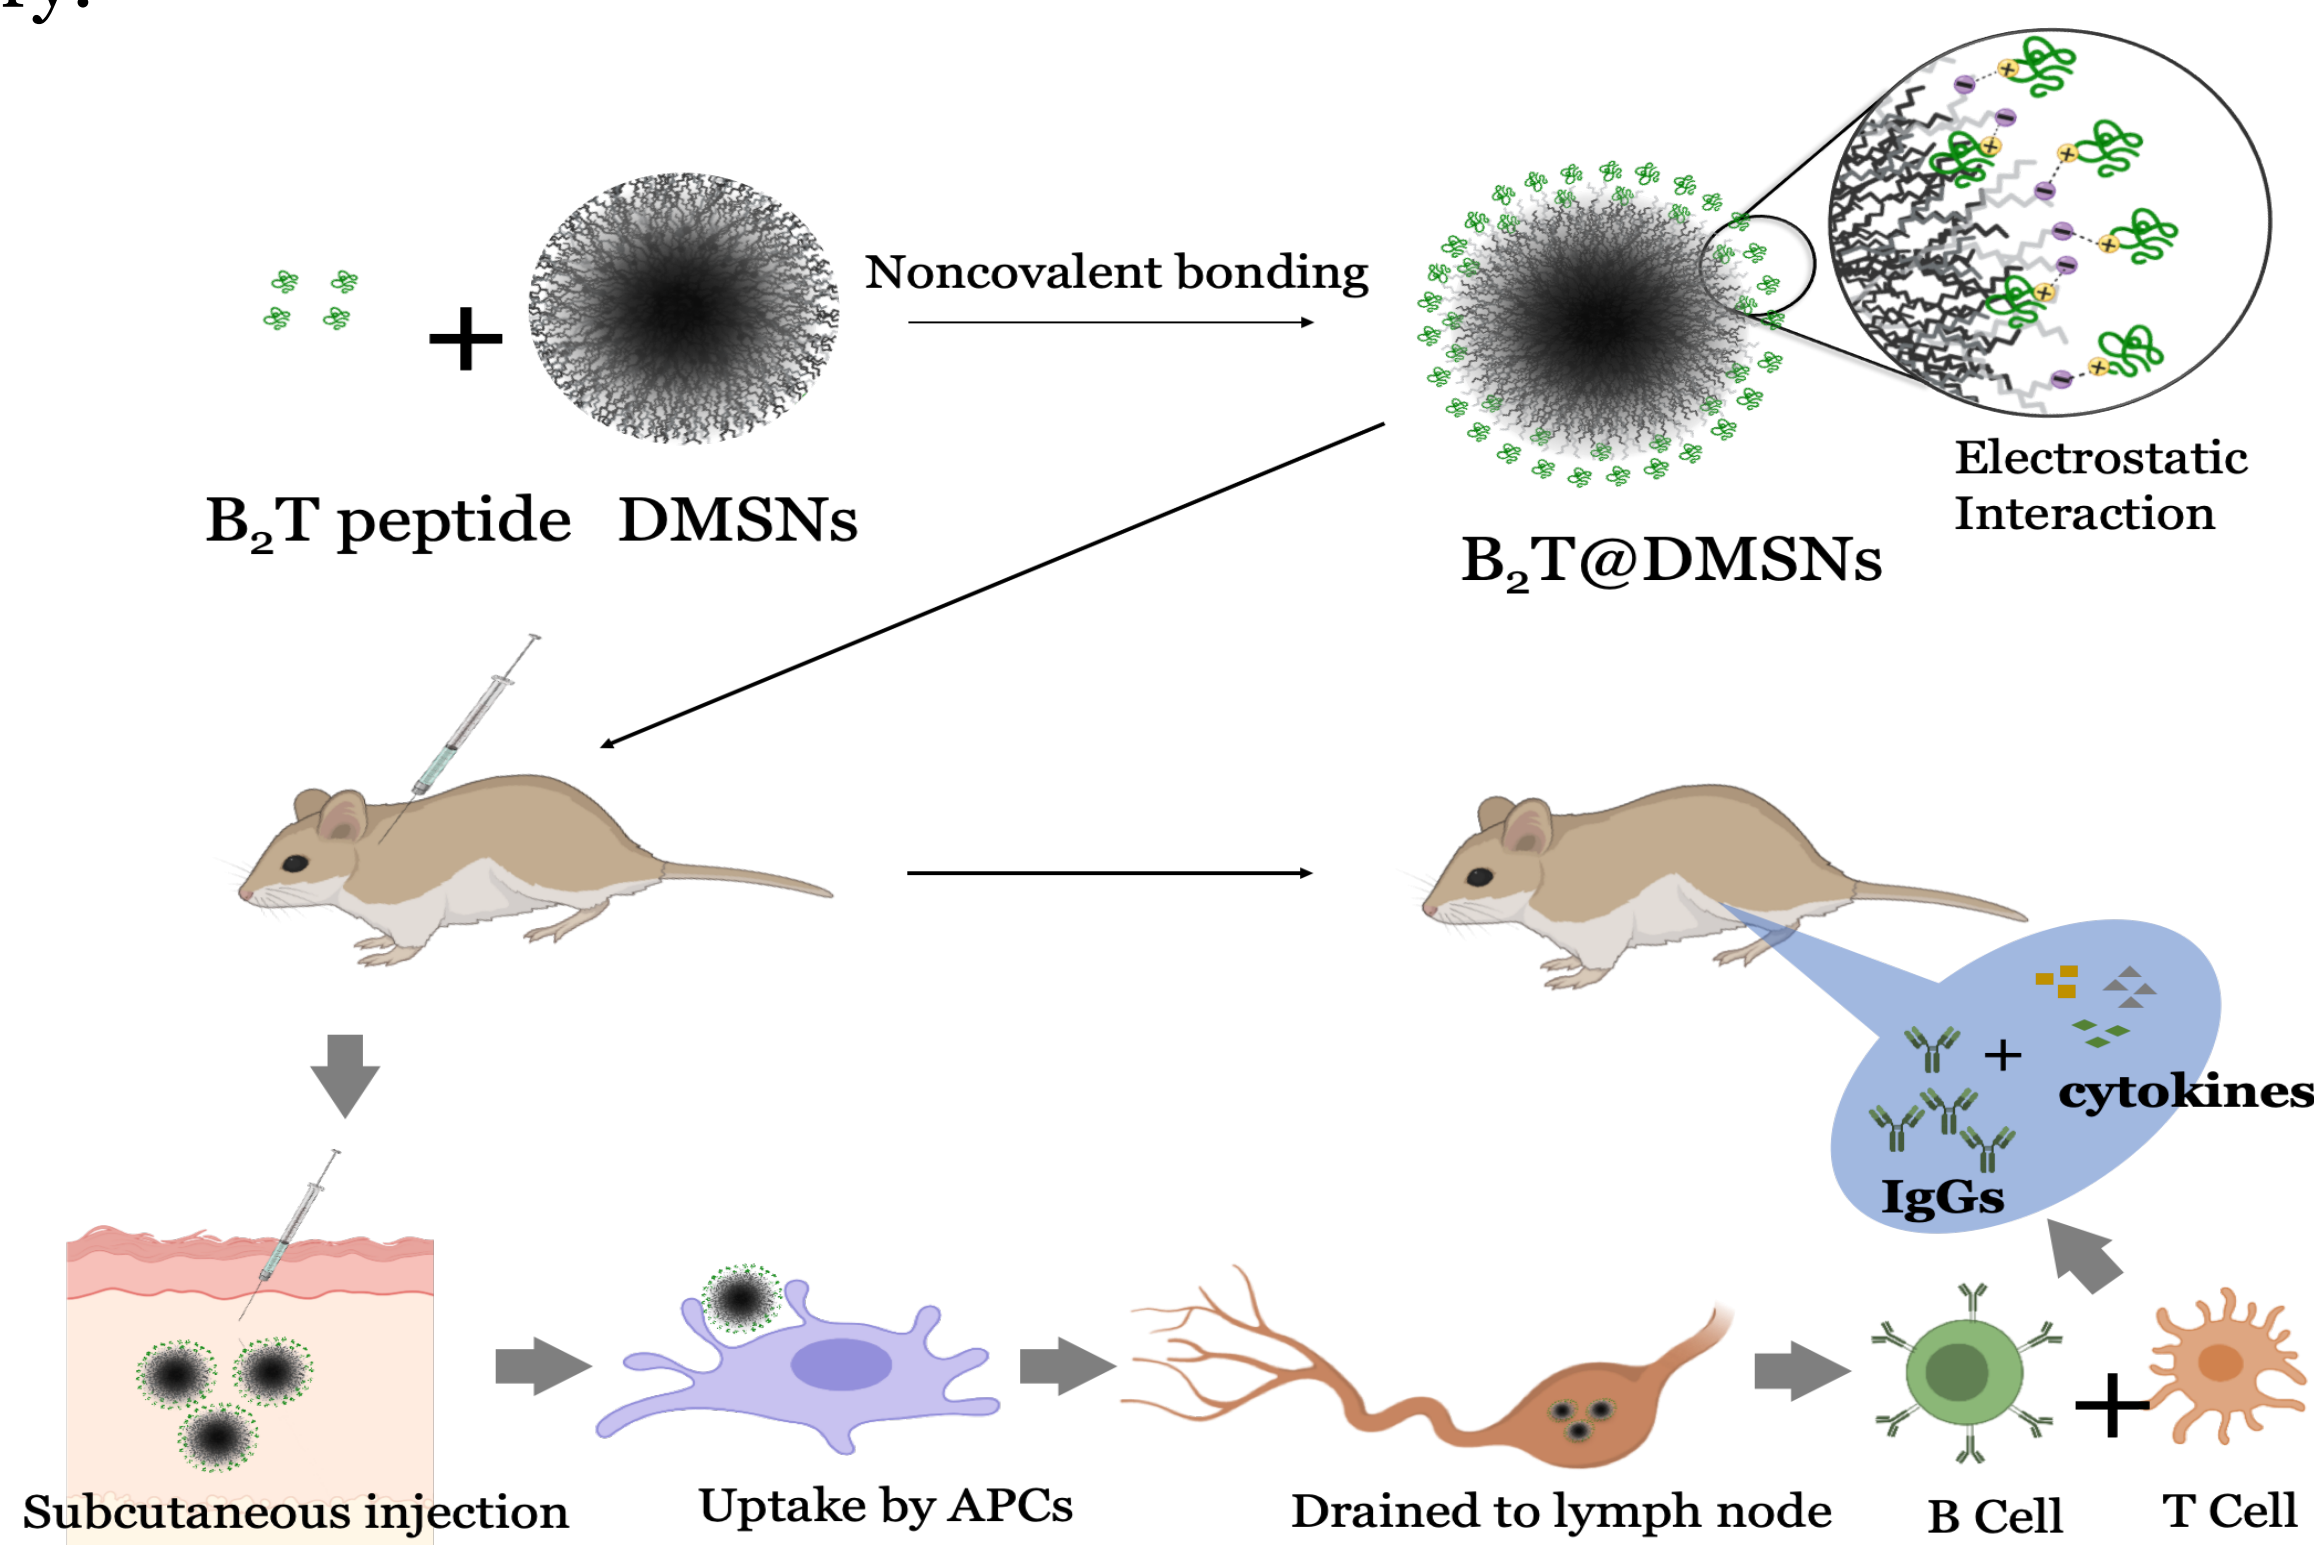 ry.
Noncovalent bonding
+
B₂T peptide
DMSNs
B₂T@DMSNs
Electrostatic
Interaction
+
cytokines
IgGs
+
Subcutaneous injection
Uptake by APCs
Drained to lymph node
B Cell
T Cell